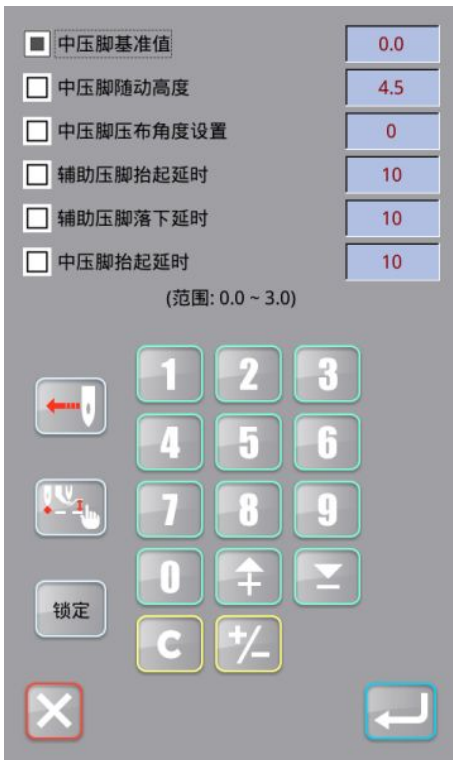 中压脚基准值 0.0
中压脚随动高度 4.5
中压脚压布角度设置 0
辅助压脚抬起延时 10
辅助压脚落下延时 10
中压脚抬起延时 10
(范围: 0.0 ~ 3.0)
1 2 3
4 5 6
7 8 9
0
锁定
C +/-